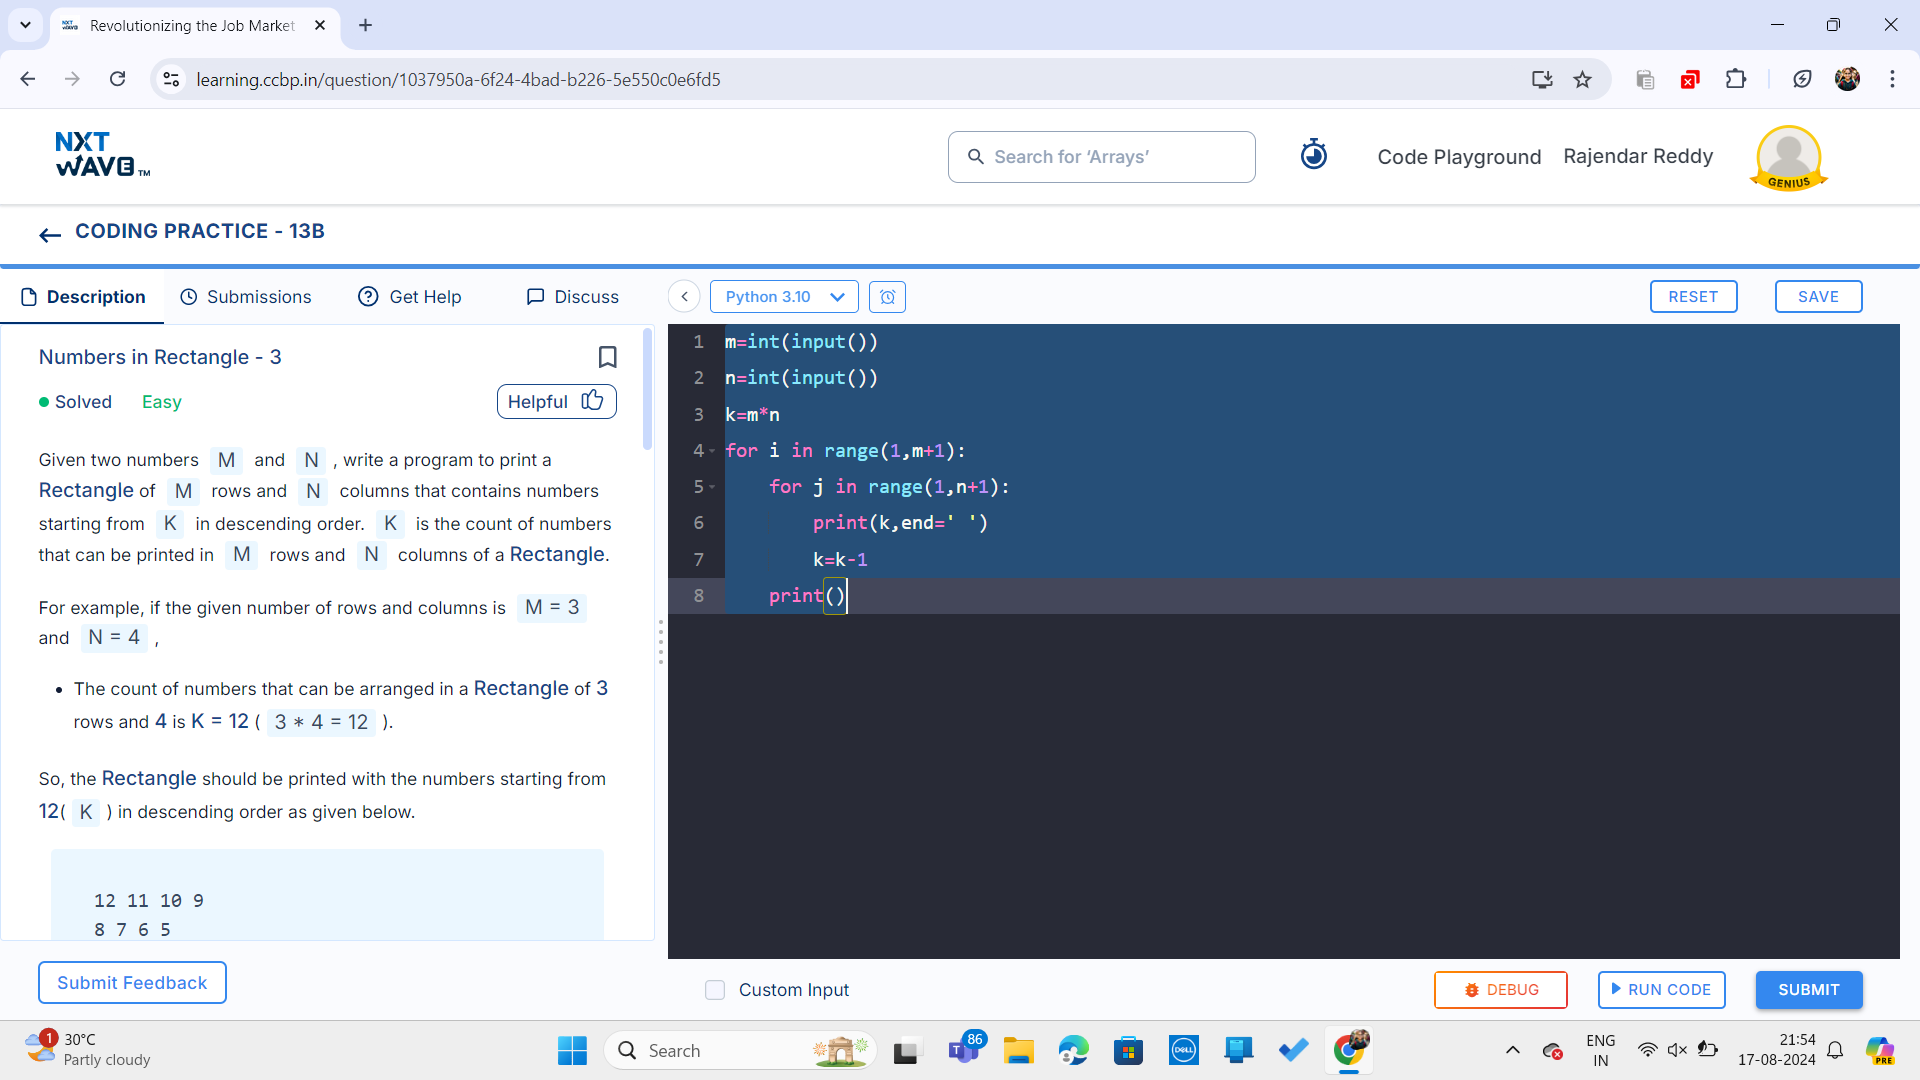 Revolutionizing the Job Market
learning.ccbp.in/question/1037950a-6f24-4bad-b226-5e550c0e6fd5
NXT
WAVE TM
Search for ‘Arrays’
Code Playground
Rajendar Reddy
GENIUS
CODING PRACTICE - 13B
Description
Submissions
Get Help
Discuss
Python 3.10
RESET
SAVE
Numbers in Rectangle - 3
Solved Easy
Helpful
Given two numbers M and N , write a program to print a
Rectangle of M rows and N columns that contains numbers
starting from K in descending order. K is the count of numbers
that can be printed in M rows and N columns of a Rectangle.
For example, if the given number of rows and columns is M = 3
and N = 4 ,
• The count of numbers that can be arranged in a Rectangle of 3
rows and 4 is K = 12 ( 3 * 4 = 12 ).
So, the Rectangle should be printed with the numbers starting from
12( K ) in descending order as given below.
12 11 10 9
8 7 6 5
Submit Feedback
1 m=int(input())
2 n=int(input())
3 k=m*n
4 for i in range(1,m+1):
5     for j in range(1,n+1):
6         print(k,end=' ')
7         k=k-1
8     print()
Custom Input
DEBUG
RUN CODE
SUBMIT
1
30°C
Partly cloudy
Search
86
DELL
ENG
IN
21:54
17-08-2024
PRE